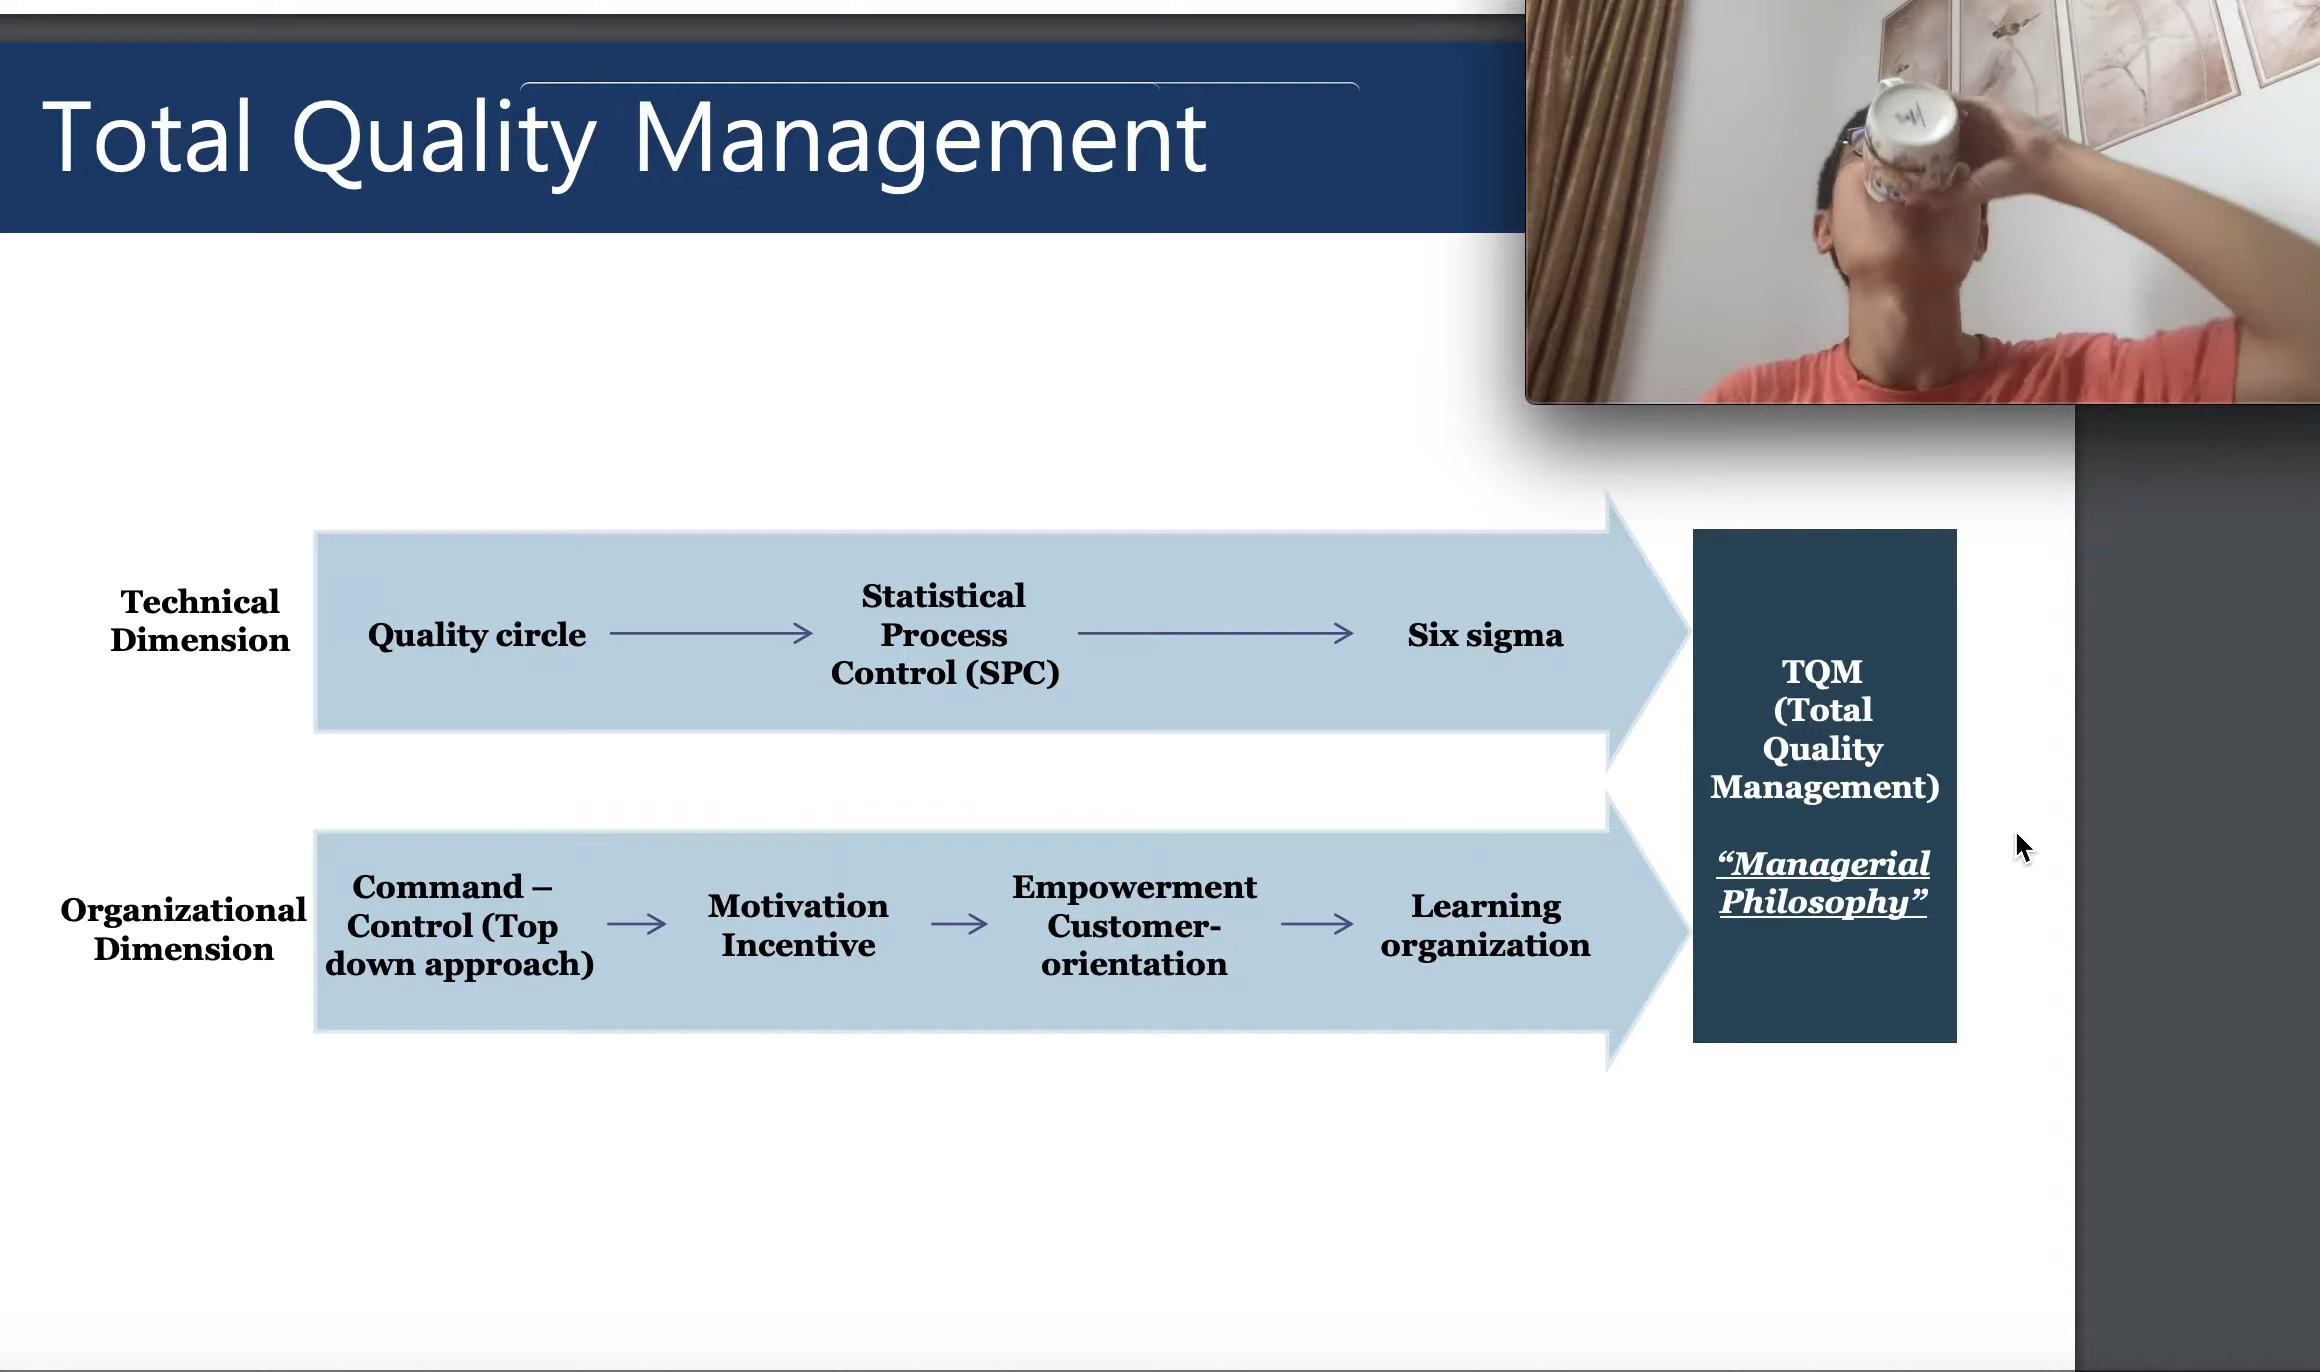 Total Quality Management
Technical
Dimension
Quality circle
Statistical
Process
Control (SPC)
Six sigma
Organizational
Dimension
Command –
Control (Top
down approach)
Motivation
Incentive
Empowerment
Customer-
orientation
Learning
organization
TQM
(Total
Quality
Management)
“Managerial
Philosophy”